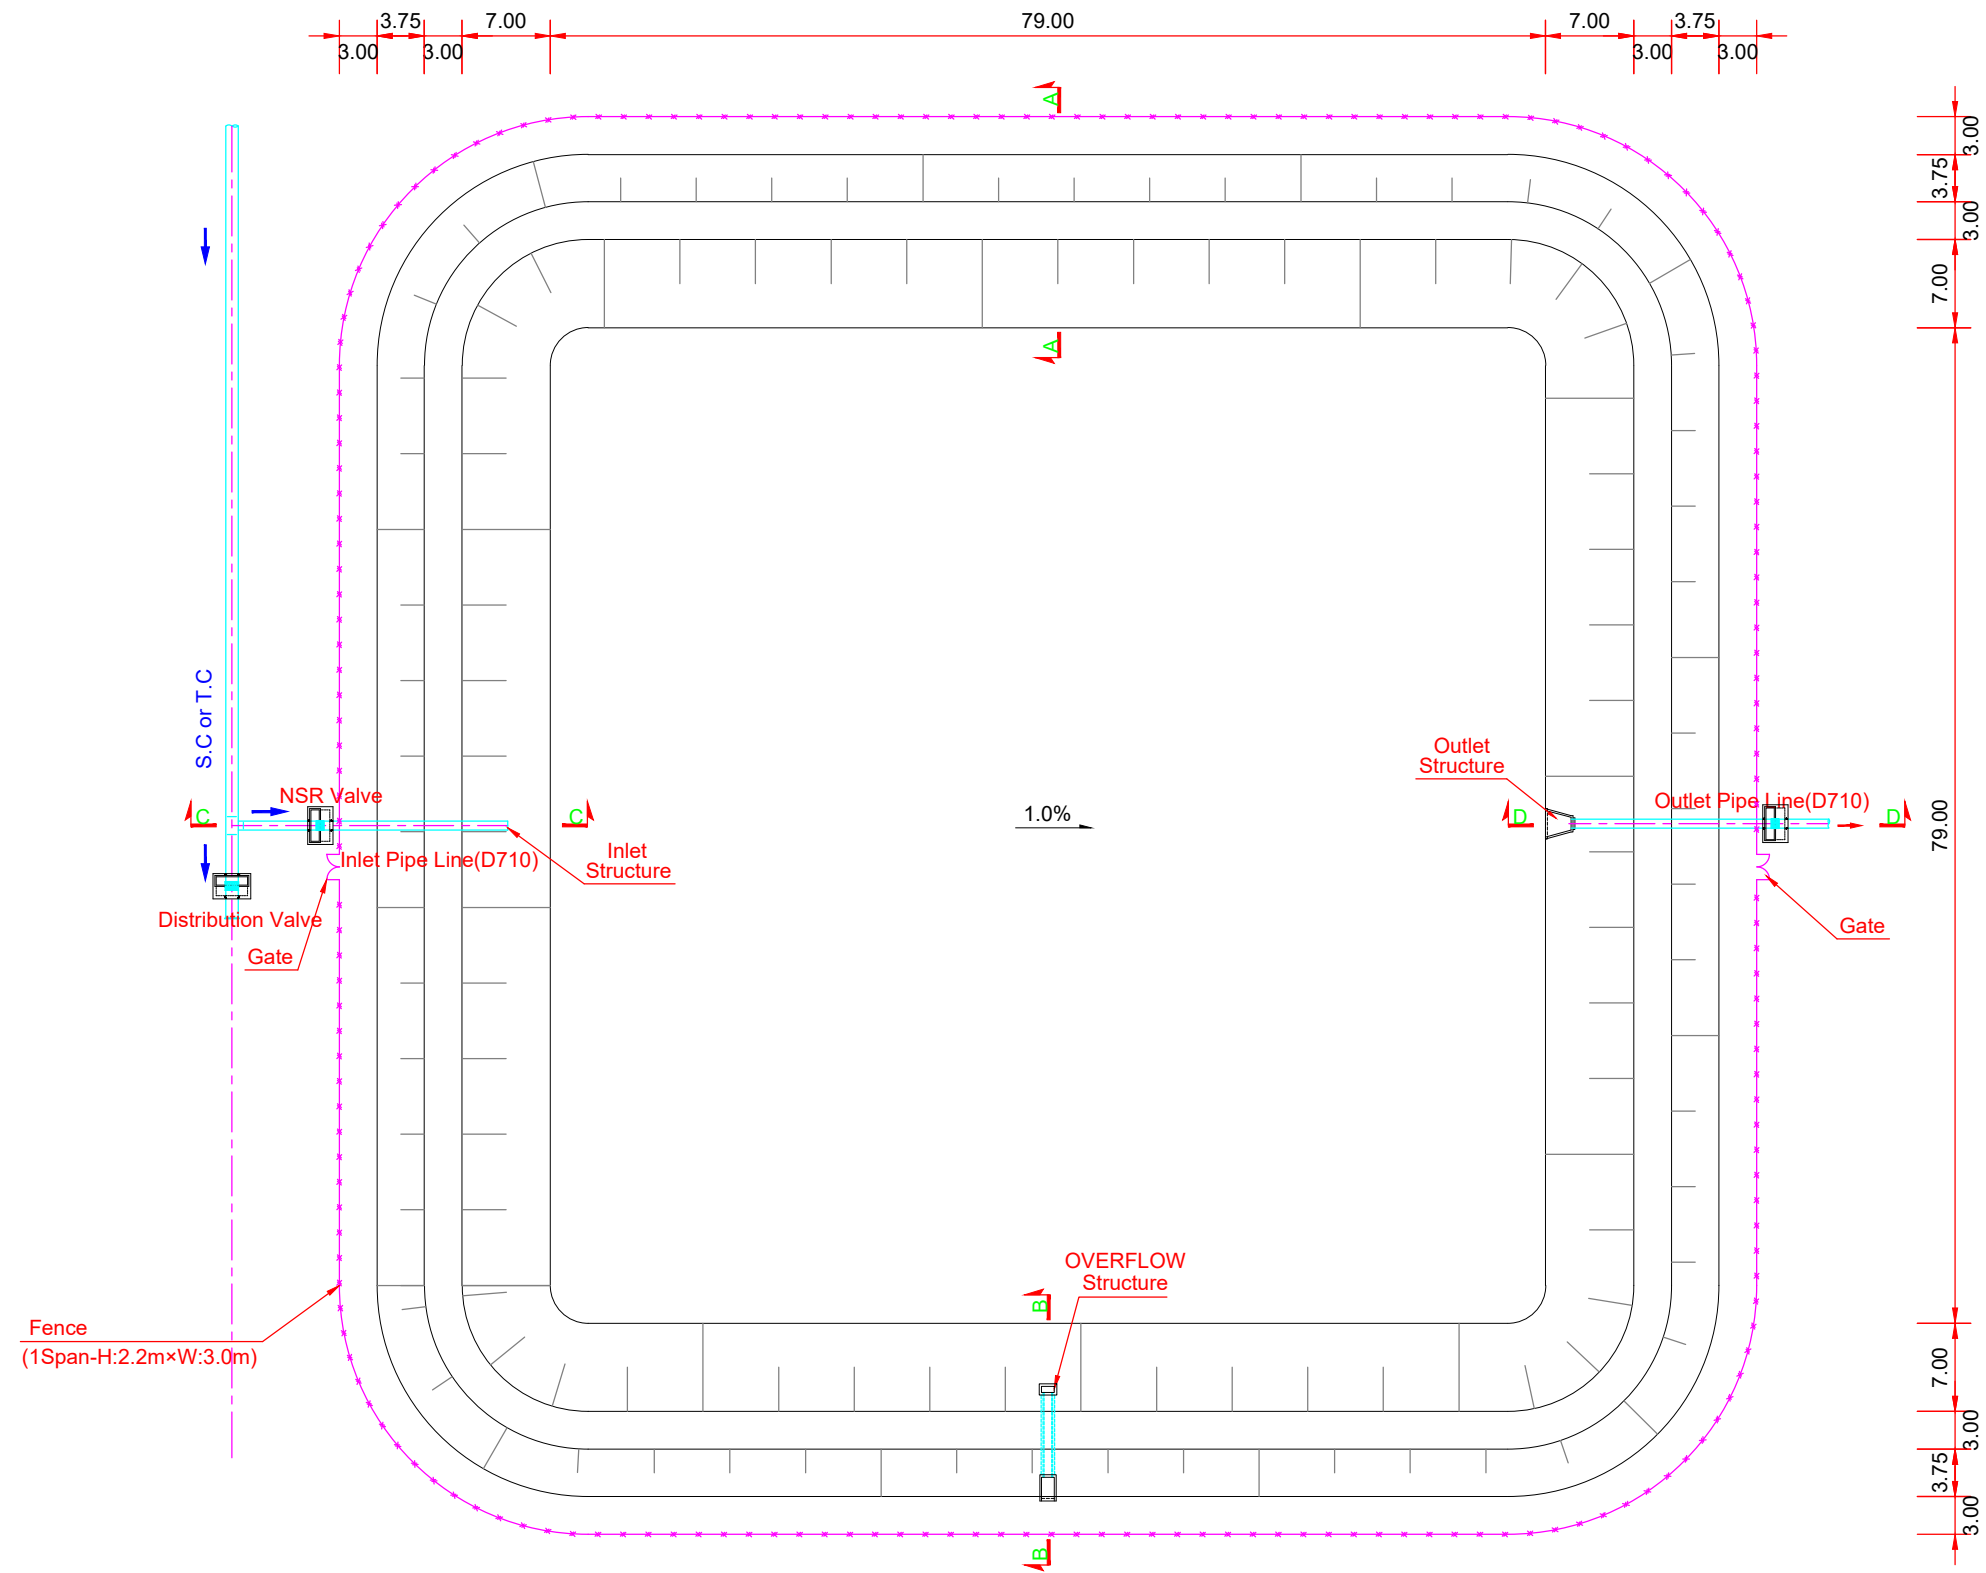 3.75
7.00
79.00
7.00
3.75
3.00
3.00
3.00
3.00
A
3.00
3.75
3.00
7.00
A
S.C or T.C
NSR Valve
C
C
Inlet Pipe Line(D710)
Inlet
Structure
Distribution Valve
Gate
1.0%
Outlet
Structure
D
Outlet Pipe Line(D710)
D
79.00
Gate
OVERFLOW
Structure
B
Fence
(1Span-H:2.2m×W:3.0m)
7.00
3.00
3.75
3.00
B